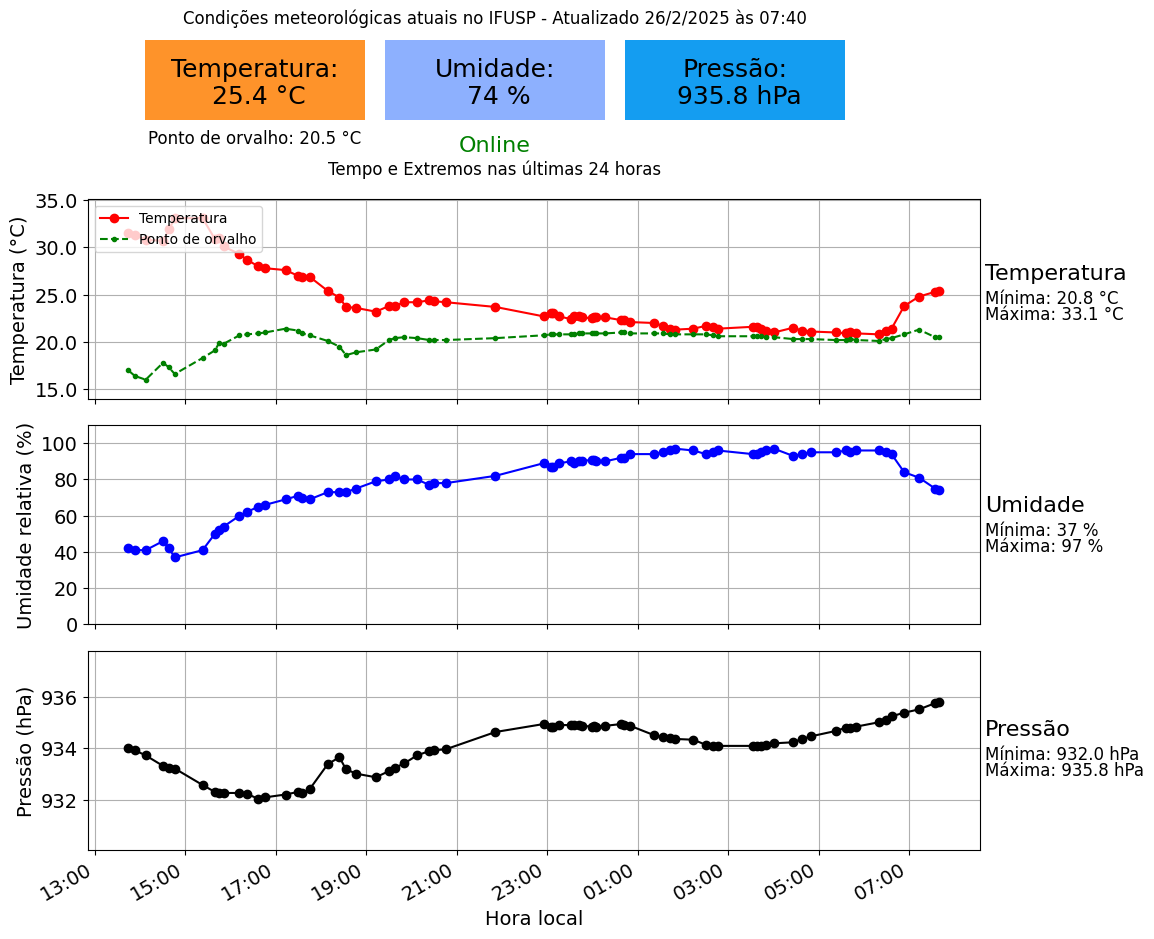 Condições meteorológicas atuais no IFUSP - Atualizado 26/2/2025 às 07:40
Temperatura:
25.4 °C
Umidade:
74 %
Pressão:
935.8 hPa
Ponto de orvalho: 20.5 °C
Online
Tempo e Extremos nas últimas 24 horas
Temperatura (°C)
35.0
30.0
25.0
20.0
15.0
Temperatura
Ponto de orvalho
Temperatura
Mínima: 20.8 °C
Máxima: 33.1 °C
Umidade relativa (%)
100
80
60
40
20
0
Umidade
Mínima: 37 %
Máxima: 97 %
Pressão (hPa)
936
934
932
Pressão
Mínima: 932.0 hPa
Máxima: 935.8 hPa
13:00 15:00 17:00 19:00 21:00 23:00 01:00 03:00 05:00 07:00
Hora local